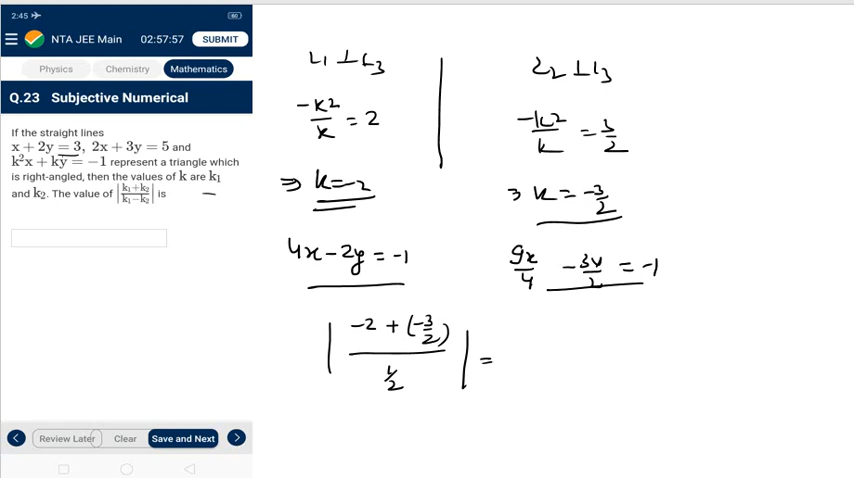 2:45
NTA JEE Main 02:57:57 SUBMIT
Physics Chemistry Mathematics
Q.23 Subjective Numerical
If the straight lines
x + 2y = 3, 2x + 3y = 5 and
k²x + ky = −1 represent a triangle which
is right-angled, then the values of k are k₁
and k₂. The value of |(k₁+k₂)/(k₁−k₂)| is
Review Later Clear Save and Next
L₁ ⊥ L₃
-k²/k = 2
⇒ k = -2
4x - 2y = -1
L₂ ⊥ L₃
-k²/k = 3/2
⇒ k = -3/2
9x/4 - 3y/2 = -1
|(-2 + (-3/2))/(1/2)| =